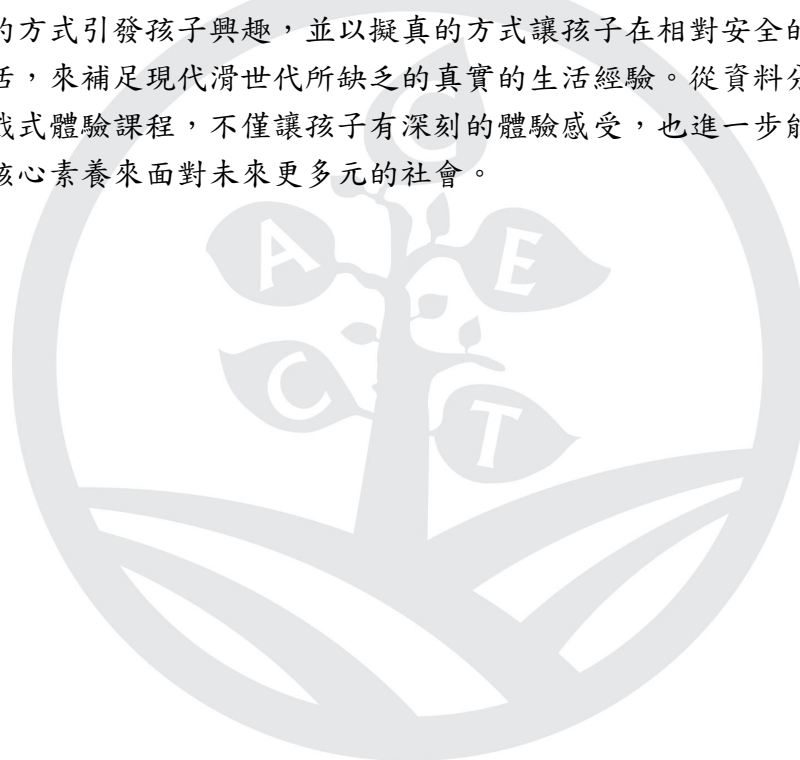 的方式引發孩子興趣，並以擬真的方式讓孩子在相對安全的
活，來補足現代滑世代所缺乏的真實的生活經驗。從資料分
戲式體驗課程，不僅讓孩子有深刻的體驗感受，也進一步能
核心素養來面對未來更多元的社會。
C
A
E
C
T